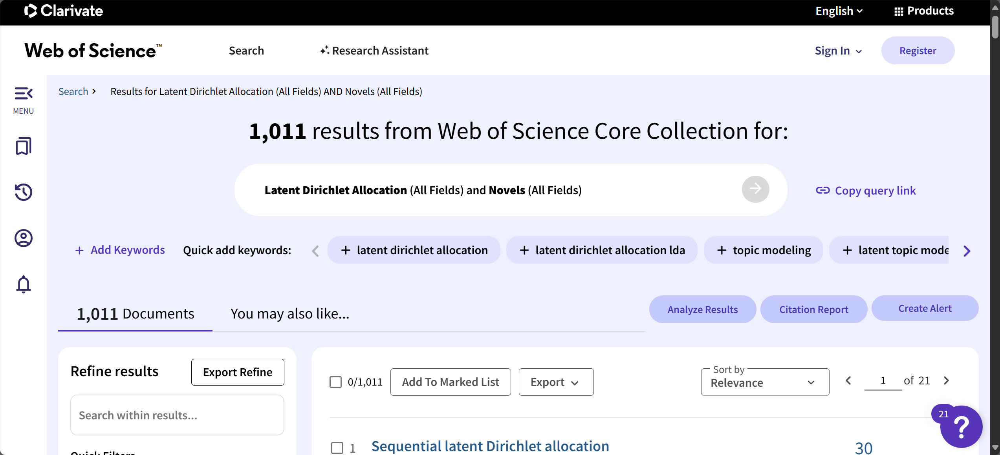 Clarivate
English
Products
Web of Science™
Search
Research Assistant
Sign In
Register
MENU
Search
Results for Latent Dirichlet Allocation (All Fields) AND Novels (All Fields)
1,011 results from Web of Science Core Collection for:
Latent Dirichlet Allocation (All Fields) and Novels (All Fields)
Copy query link
+ Add Keywords
Quick add keywords:
+ latent dirichlet allocation
+ latent dirichlet allocation lda
+ topic modeling
+ latent topic mode
1,011 Documents
You may also like...
Analyze Results
Citation Report
Create Alert
Refine results
Export Refine
Search within results...
Quick Filters
0/1,011
Add To Marked List
Export
Sort by
Relevance
1 of 21
21
?
1
Sequential latent Dirichlet allocation
30